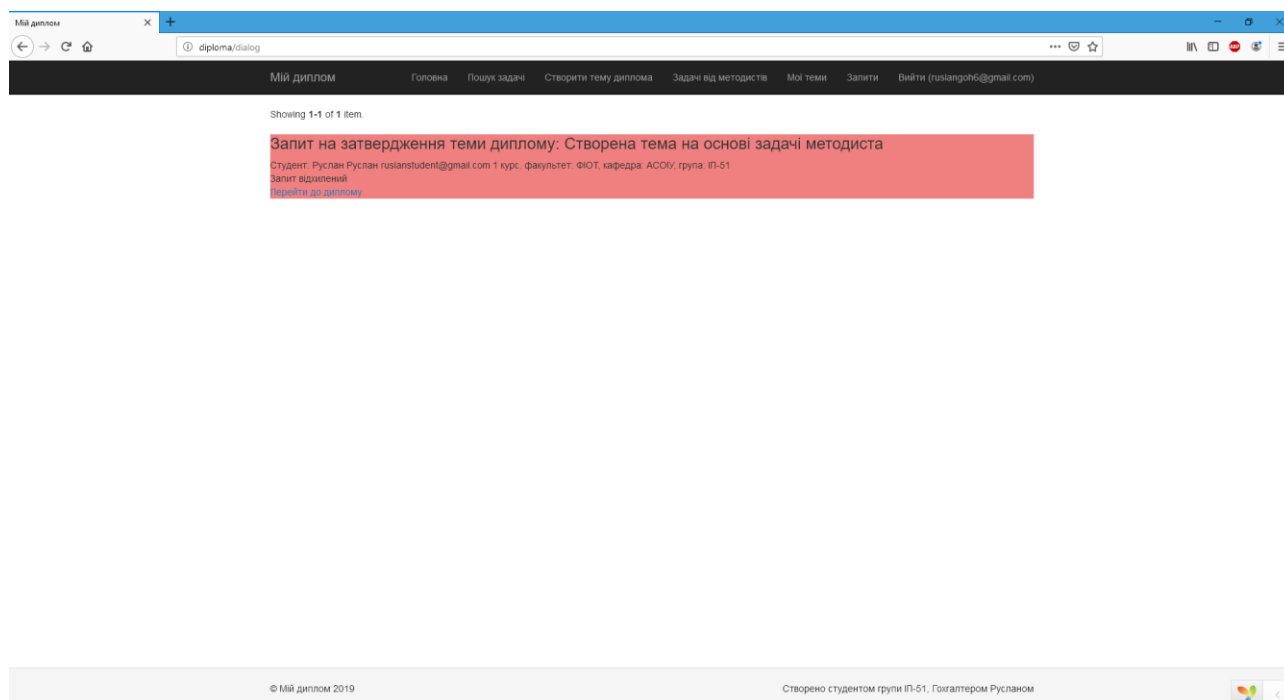 Мій диплом
diploma/dialog
Мій диплом Головна Пошук задачі Створити тему диплома Задачі від методистів Мої теми Запити Вийти (ruslangoh6@gmail.com)
Showing 1-1 of 1 item.
Запит на затвердження теми диплому: Створена тема на основі задачі методиста
Студент: Руслан Руслан ruslanstudent@gmail.com 1 курс, факультет: ФІОТ, кафедра: АСОІУ, група: ІП-51
Запит відхилений
Перейти до диплому
© Мій диплом 2019 Створено студентом групи ІП-51, Гохгалтером Русланом